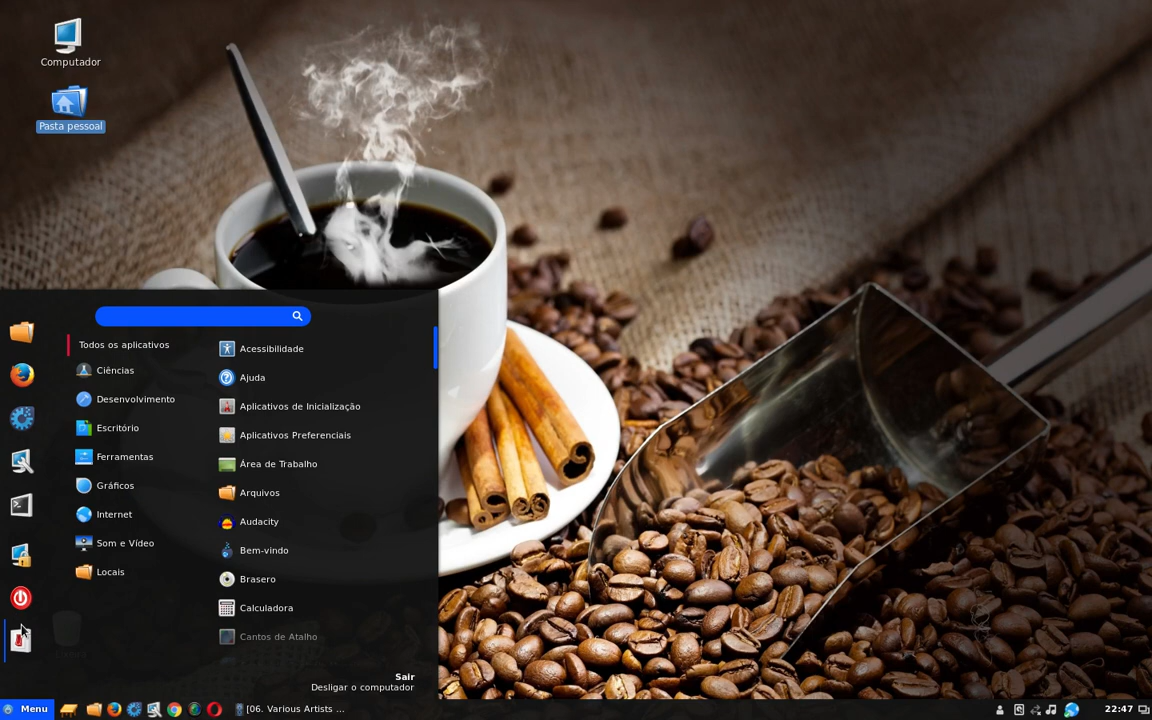 Computador
Pasta pessoal
Todos os aplicativos
Ciências
Desenvolvimento
Escritório
Ferramentas
Gráficos
Internet
Som e Vídeo
Locais
Acessibilidade
Ajuda
Aplicativos de Inicialização
Aplicativos Preferenciais
Área de Trabalho
Arquivos
Audacity
Bem-vindo
Brasero
Calculadora
Cantos de Atalho
Sair
Desligar o computador
Menu
[06. Various Artists ...
22:47